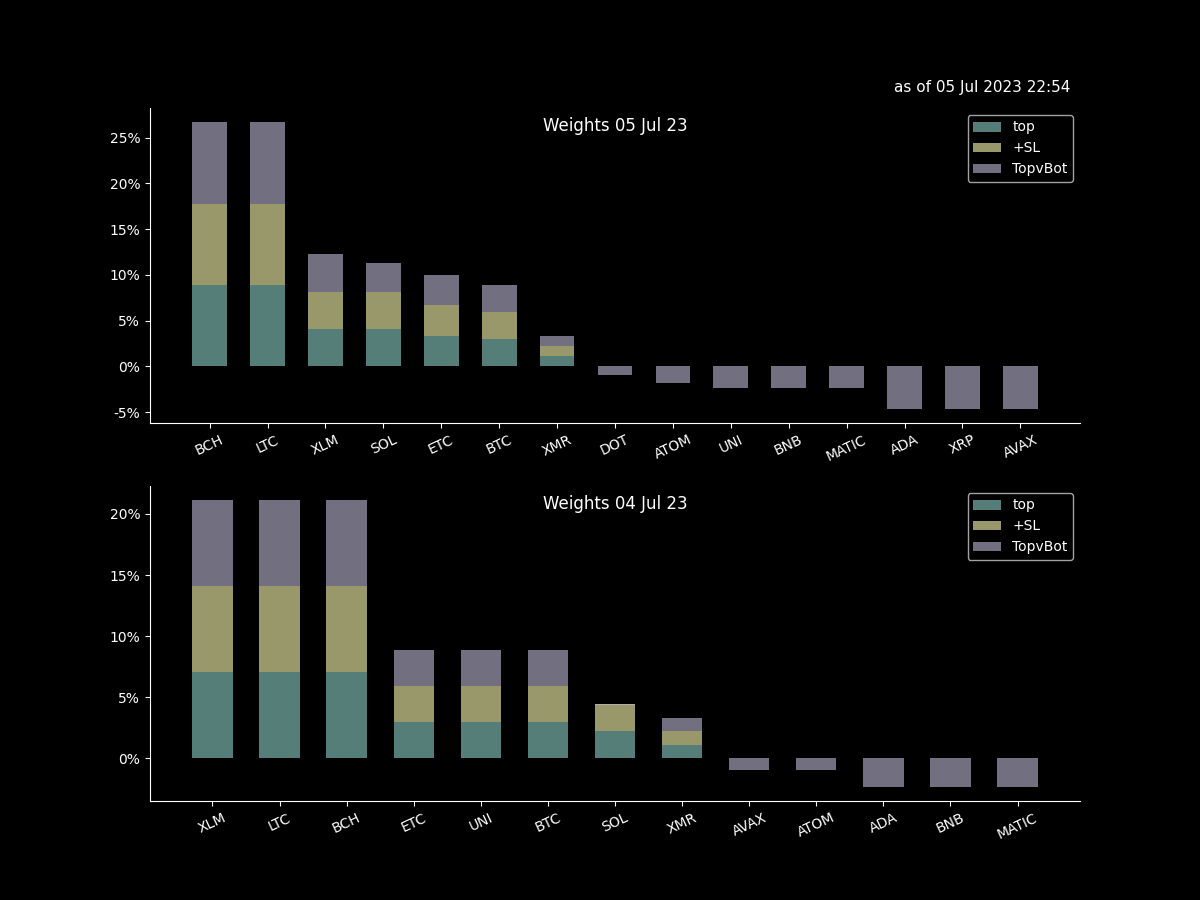 as of 05 Jul 2023 22:54
Weights 05 Jul 23
top
+SL
TopvBot
25%
20%
15%
10%
5%
0%
-5%
BCH LTC XLM SOL ETC BTC XMR DOT ATOM UNI BNB MATIC ADA XRP AVAX
Weights 04 Jul 23
top
+SL
TopvBot
20%
15%
10%
5%
0%
XLM LTC BCH ETC UNI BTC SOL XMR AVAX ATOM ADA BNB MATIC